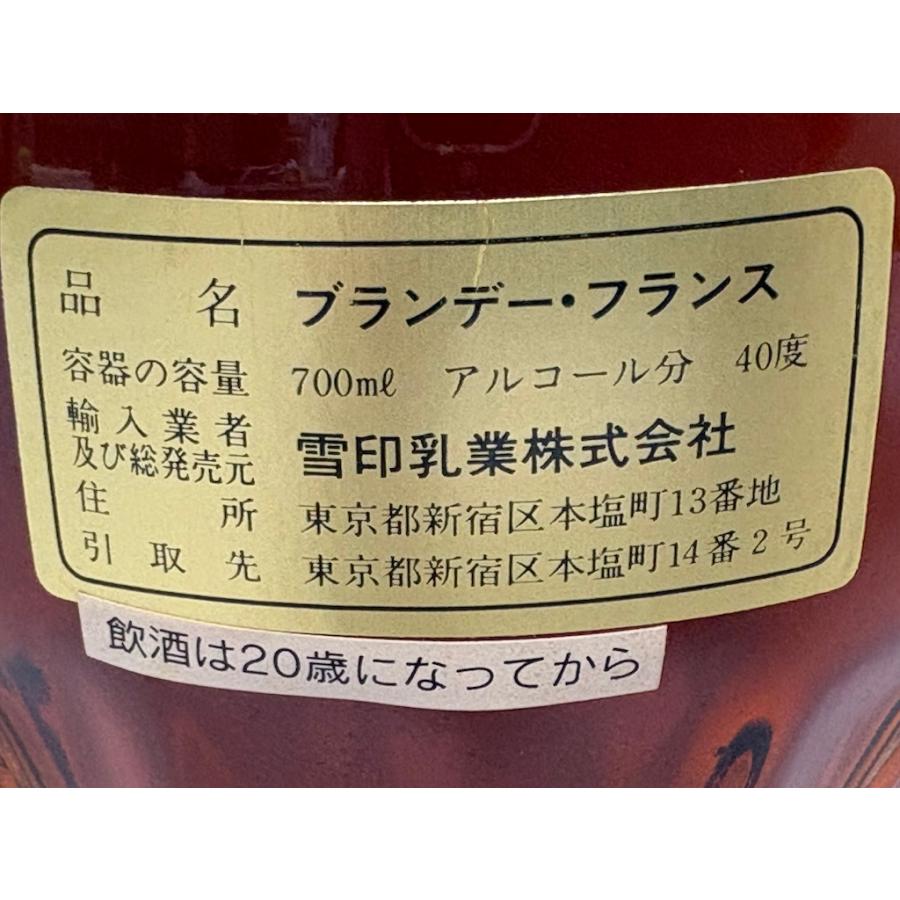 品名 ブランデー・フランス
容器の容量 700mℓ アルコール分 40度
輸入業者
及び総発売元 雪印乳業株式会社
住所 東京都新宿区本塩町13番地
引取先 東京都新宿区本塩町14番2号
飲酒は20歳になってから